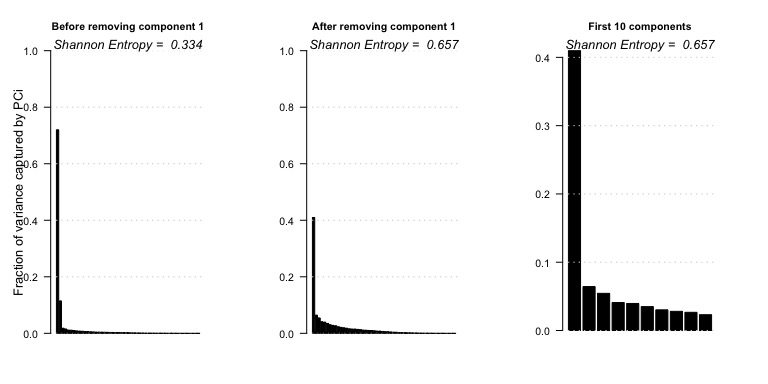 Before removing component 1
Shannon Entropy = 0.334
Fraction of variance captured by PCi
1.0
0.8
0.6
0.4
0.2
0.0
After removing component 1
Shannon Entropy = 0.657
1.0
0.8
0.6
0.4
0.2
0.0
First 10 components
Shannon Entropy = 0.657
0.4
0.3
0.2
0.1
0.0